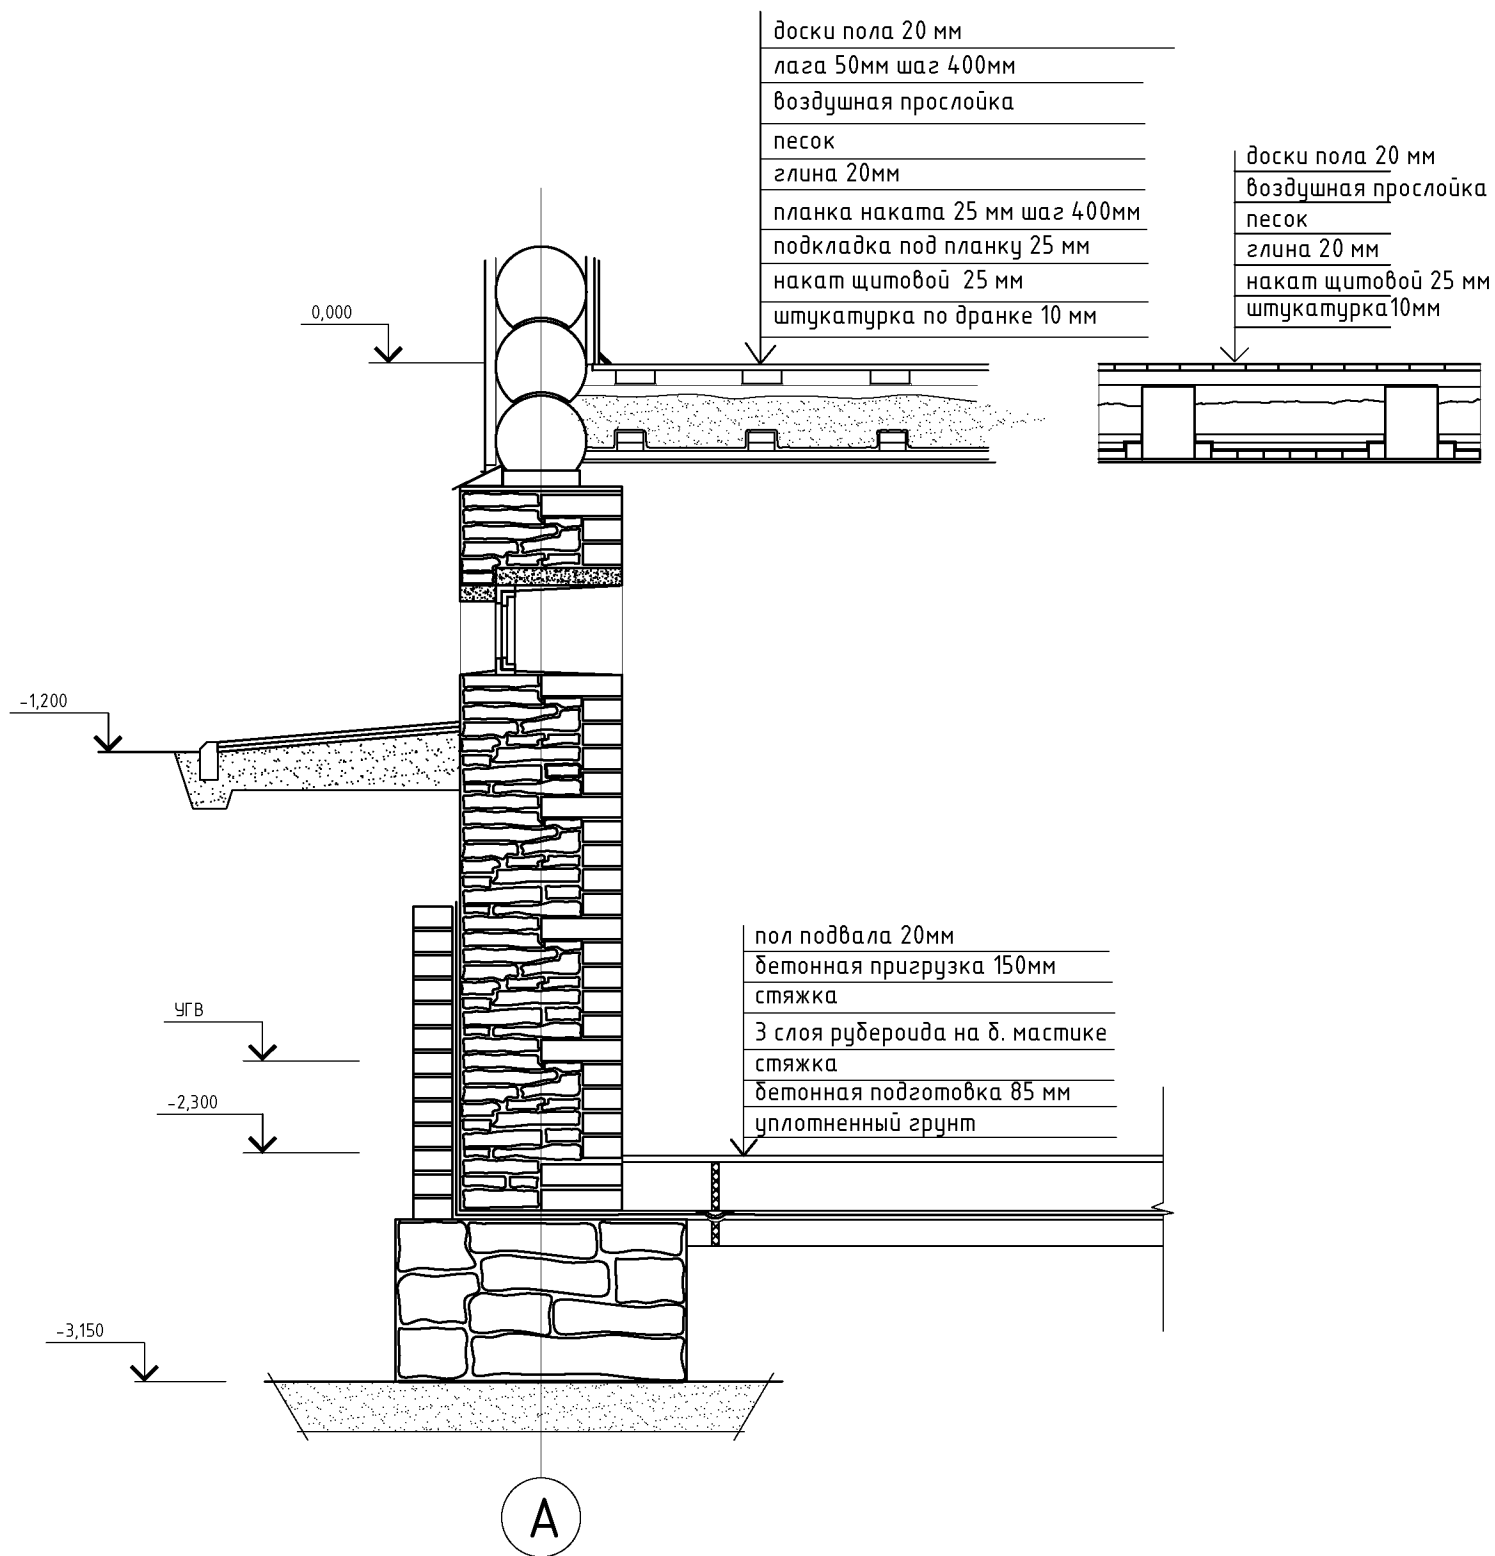 доски пола 20 мм
лага 50мм шаг 400мм
воздушная прослойка
песок
глина 20мм
планка наката 25 мм шаг 400мм
подкладка под планку 25 мм
накат щитовой 25 мм
штукатурка по дранке 10 мм
доски пола 20 мм
воздушная прослойка
песок
глина 20 мм
накат щитовой 25 мм
штукатурка10мм
0,000
-1,200
пол подвала 20мм
бетонная пригрузка 150мм
стяжка
3 слоя рубероида на б. мастике
стяжка
бетонная подготовка 85 мм
уплотненный грунт
УГВ
-2,300
-3,150
А